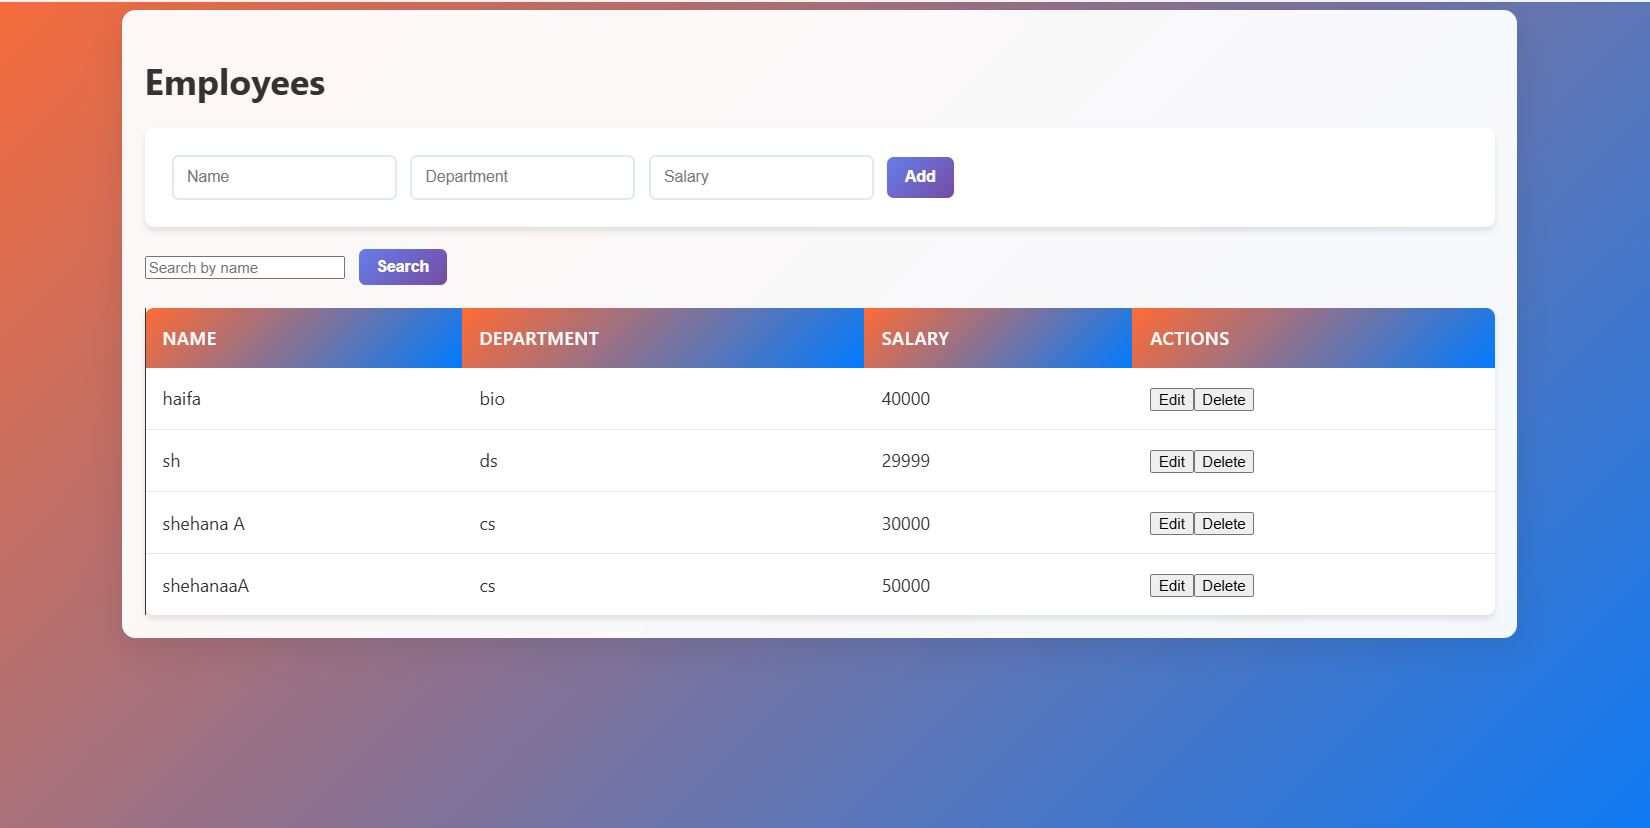 Employees
Name Department Salary Add
Search by name Search
NAME DEPARTMENT SALARY ACTIONS
haifa bio 40000 Edit Delete
sh ds 29999 Edit Delete
shehana A cs 30000 Edit Delete
shehanaaA cs 50000 Edit Delete